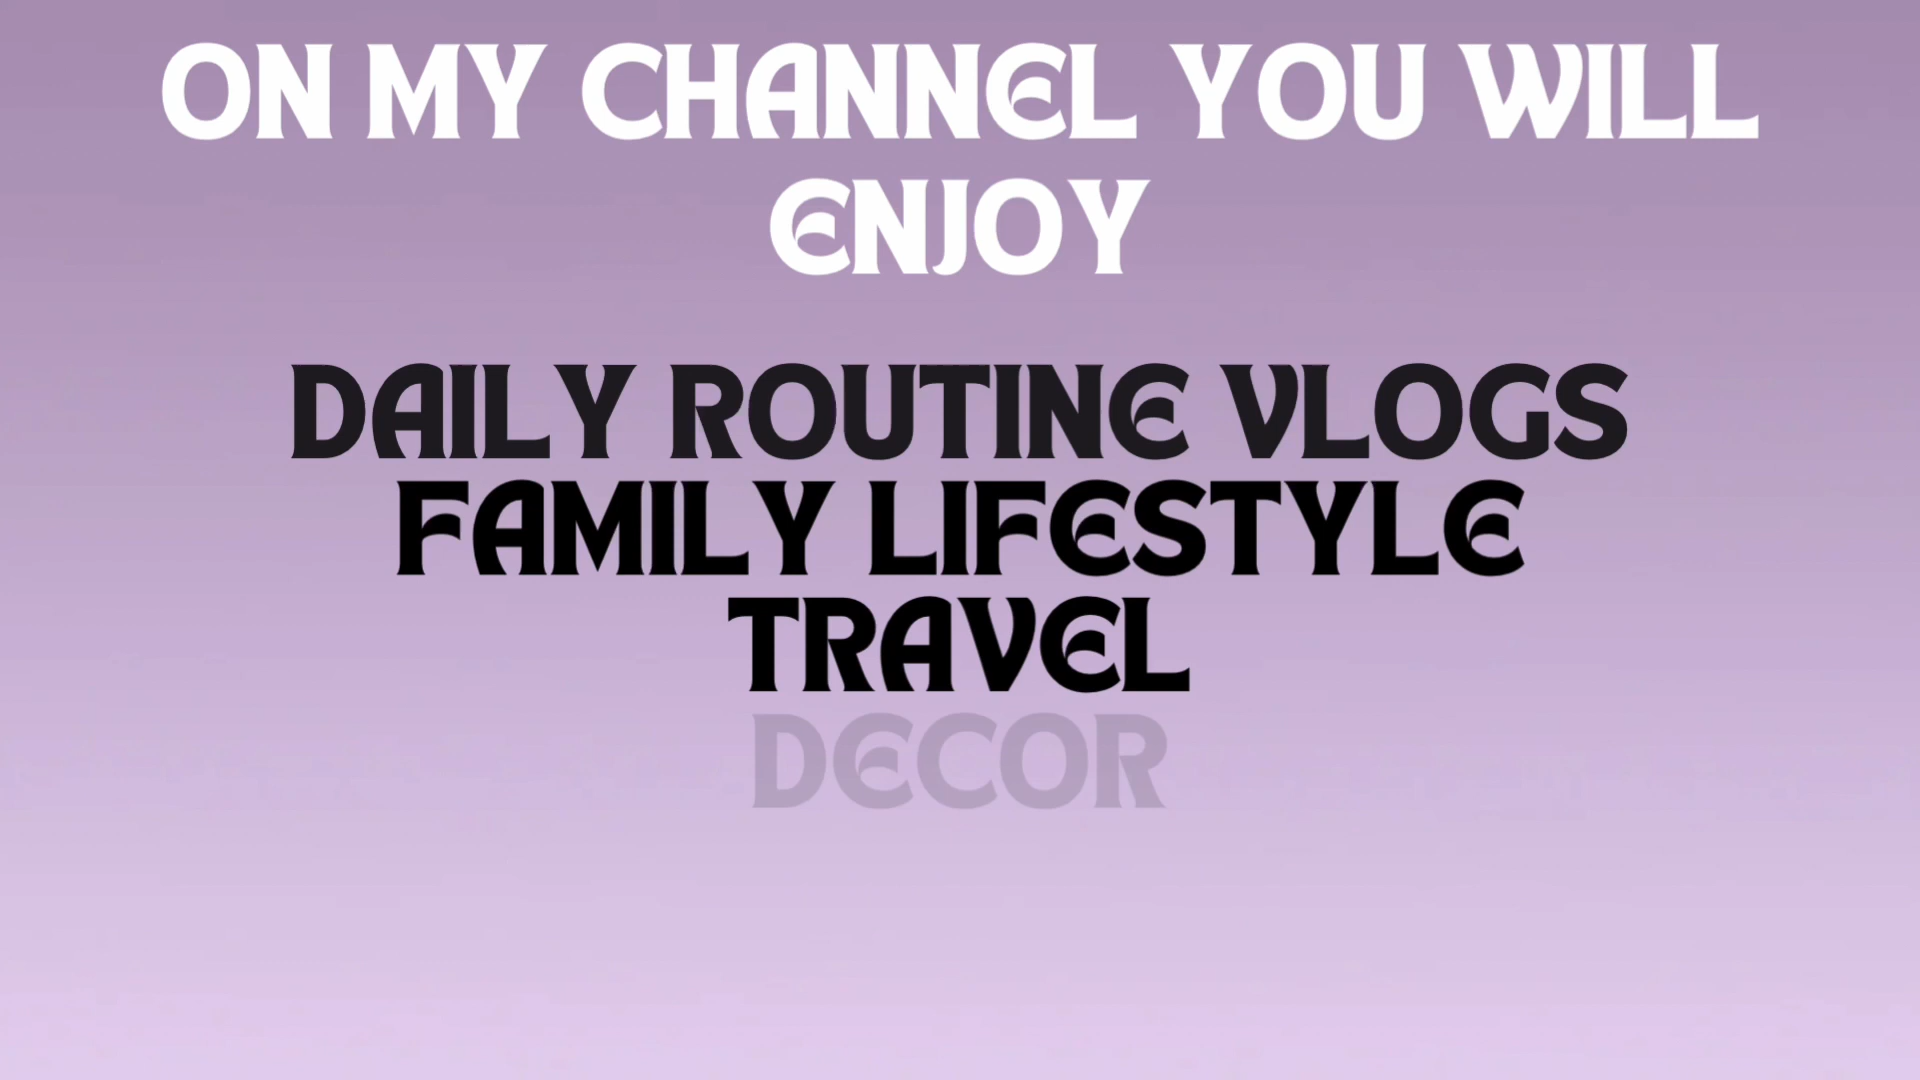 ON MY CHANNEL YOU WILL
ENJOY
DAILY ROUTINE VLOGS
FAMILY LIFESTYLE
TRAVEL
DECOR